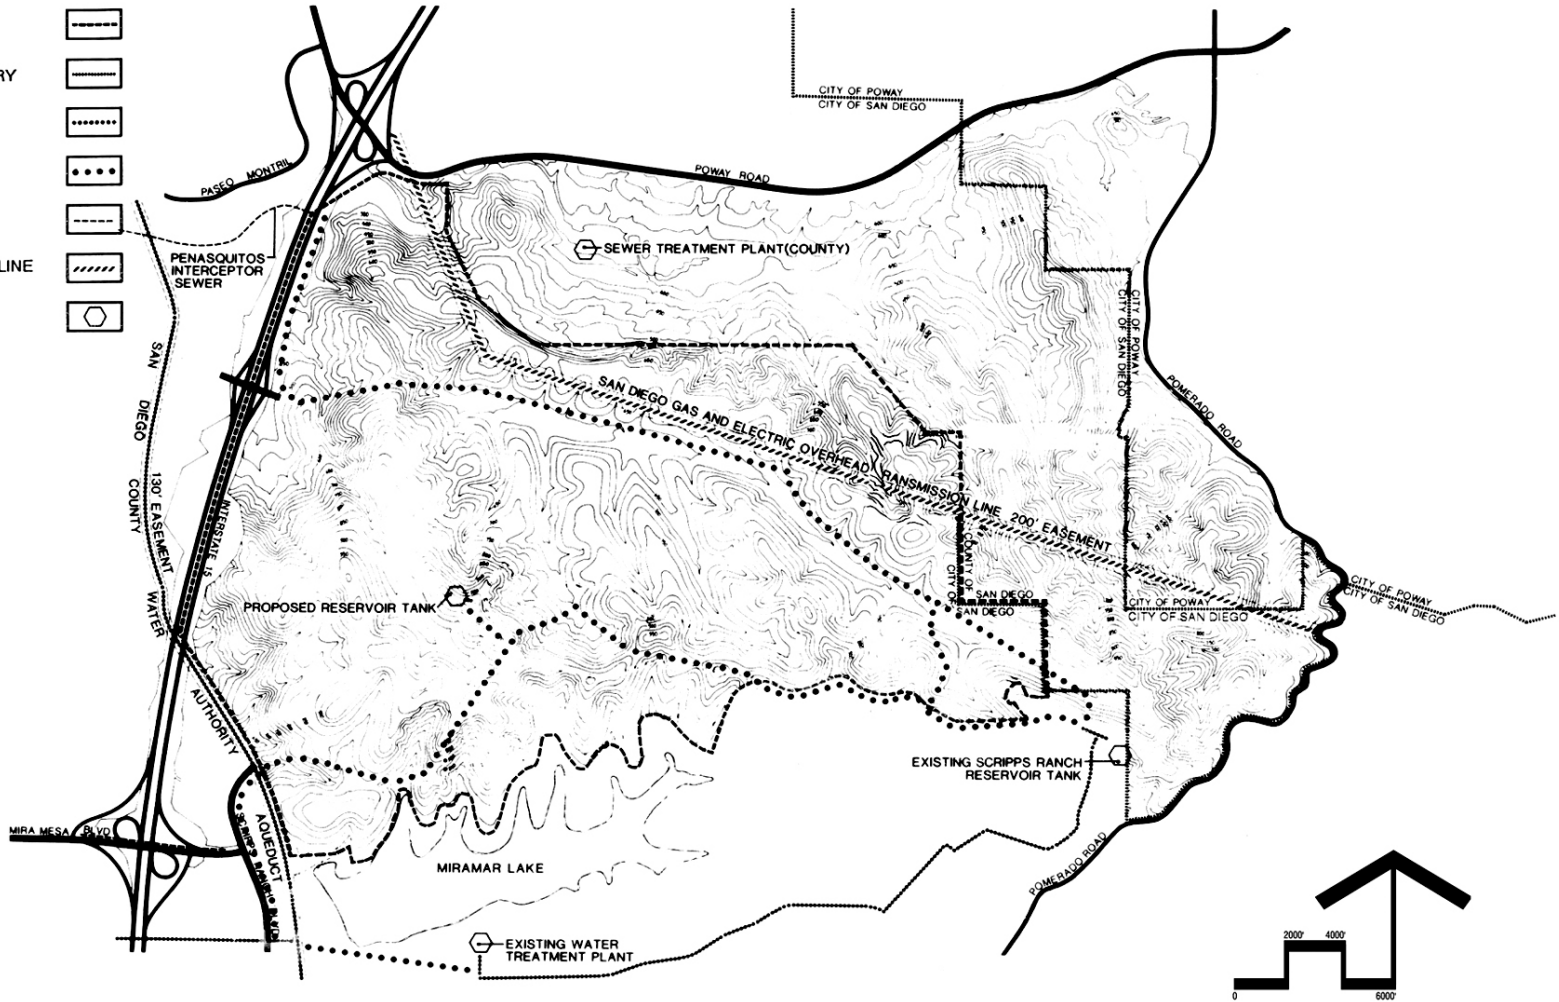 RY
LINE
CITY OF POWAY
CITY OF SAN DIEGO
POWAY ROAD
PASEO MONTRIL
PENASQUITOS
INTERCEPTOR
SEWER
SEWER TREATMENT PLANT(COUNTY)
CITY OF POWAY
CITY OF SAN DIEGO
SAN DIEGO COUNTY WATER AUTHORITY
130' EASEMENT
AQUEDUCT
INTERSTATE 15
SAN DIEGO GAS AND ELECTRIC OVERHEAD TRANSMISSION LINE 200' EASEMENT
POMERADO ROAD
COUNTY OF
SAN DIEGO
CITY OF
SAN DIEGO
CITY OF POWAY
CITY OF SAN DIEGO
CITY OF POWAY
CITY OF SAN DIEGO
PROPOSED RESERVOIR TANK
EXISTING SCRIPPS RANCH
RESERVOIR TANK
MIRA MESA BLVD
SCRIPPS RANCH BLVD
MIRAMAR LAKE
POMERADO ROAD
EXISTING WATER
TREATMENT PLANT
2000' 4000'
0 6000'